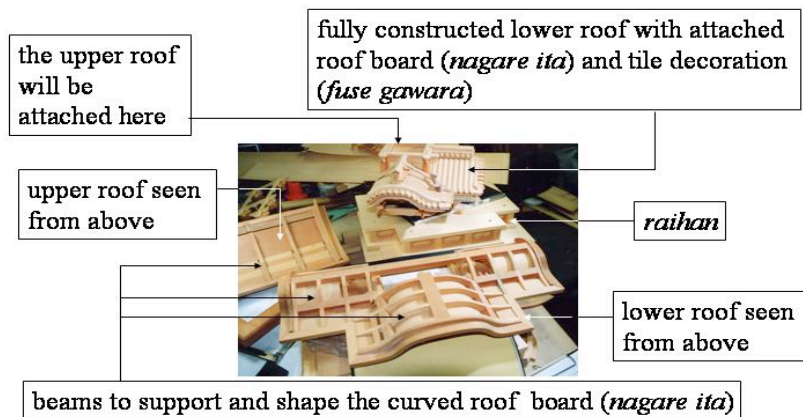 the upper roof
will be
attached here
fully constructed lower roof with attached
roof board (nagare ita) and tile decoration
(fuse gawara)
upper roof seen
from above
raihan
lower roof seen
from above
beams to support and shape the curved roof board (nagare ita)